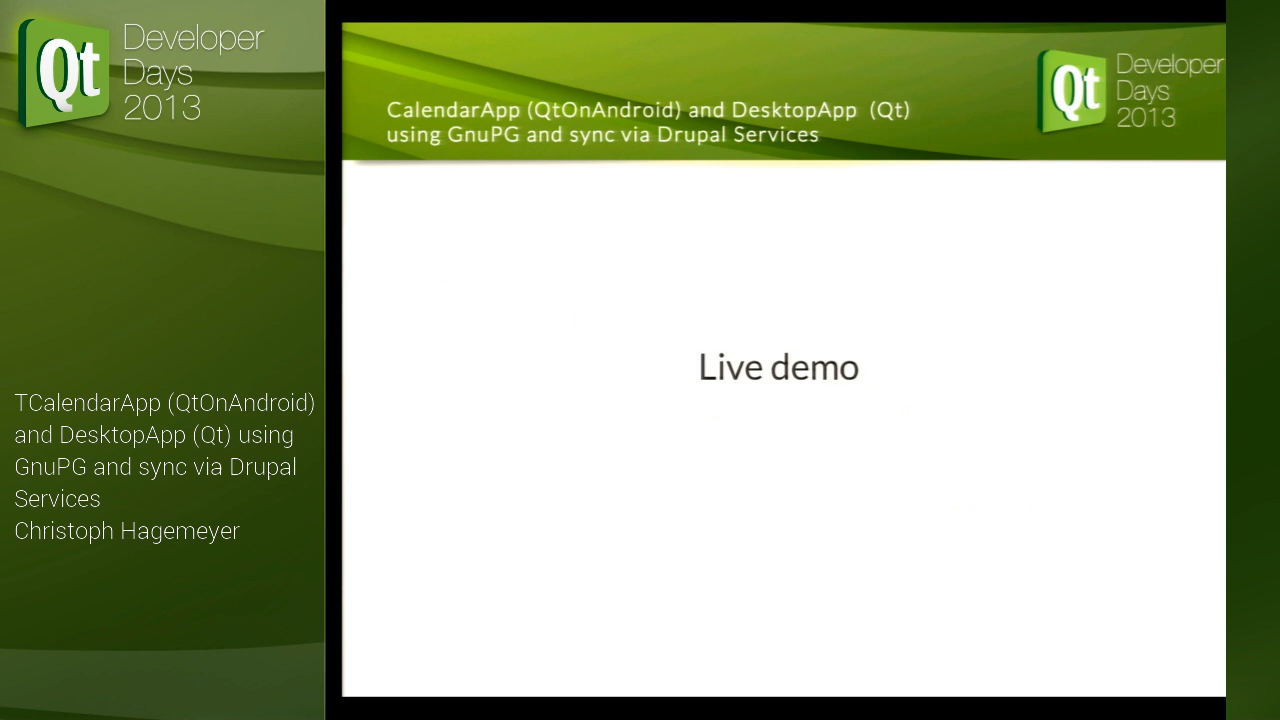 Qt Developer
Days
2013
TCalendarApp (QtOnAndroid)
and DesktopApp (Qt) using
GnuPG and sync via Drupal
Services
Christoph Hagemeyer
CalendarApp (QtOnAndroid) and DesktopApp (Qt)
using GnuPG and sync via Drupal Services
Qt Developer
Days
2013
Live demo